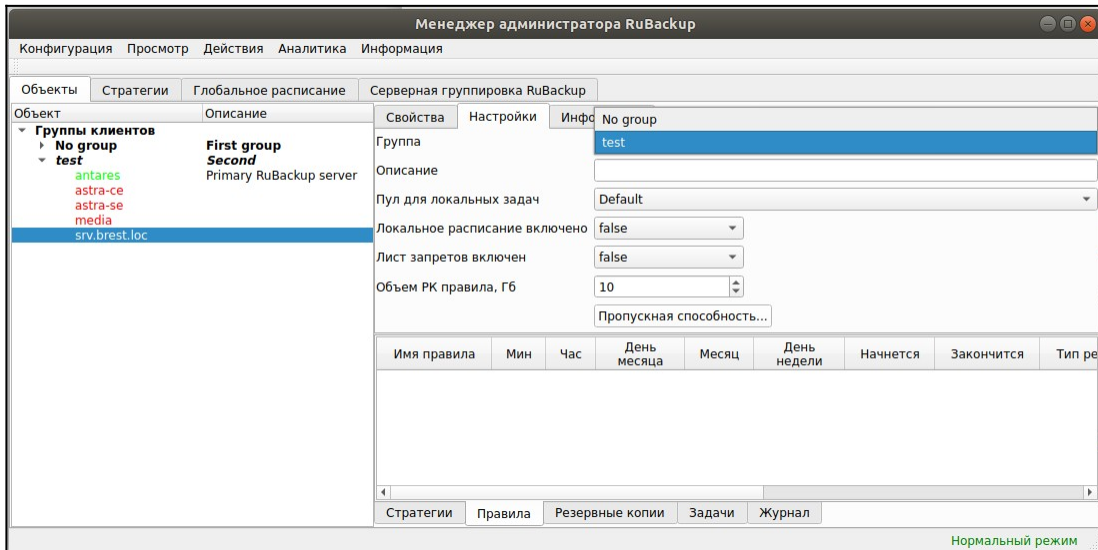 Менеджер администратора RuBackup
Конфигурация Просмотр Действия Аналитика Информация
Объекты Стратегии Глобальное расписание Серверная группировка RuBackup
Объект Описание
Группы клиентов
No group First group
test Second
antares Primary RuBackup server
astra-ce
astra-se
media
srv.brest.loc
Свойства Настройки
Группа No group
test
Описание
Пул для локальных задач Default
Локальное расписание включено false
Лист запретов включен false
Объем РК правила, Гб 10
Пропускная способность...
Имя правила Мин Час День месяца Месяц День недели Начнется Закончится Тип
Стратегии Правила Резервные копии Задачи Журнал
Нормальный режим